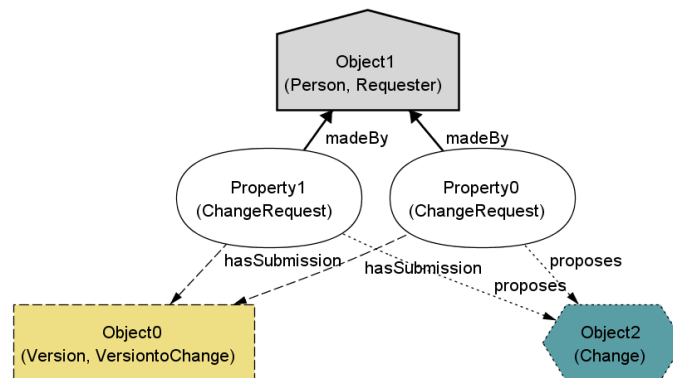 Object1
(Person, Requester)
madeBy
madeBy
Property1
(ChangeRequest)
Property0
(ChangeRequest)
hasSubmission
hasSubmission
proposes
proposes
Object0
(Version, VersiontoChange)
Object2
(Change)